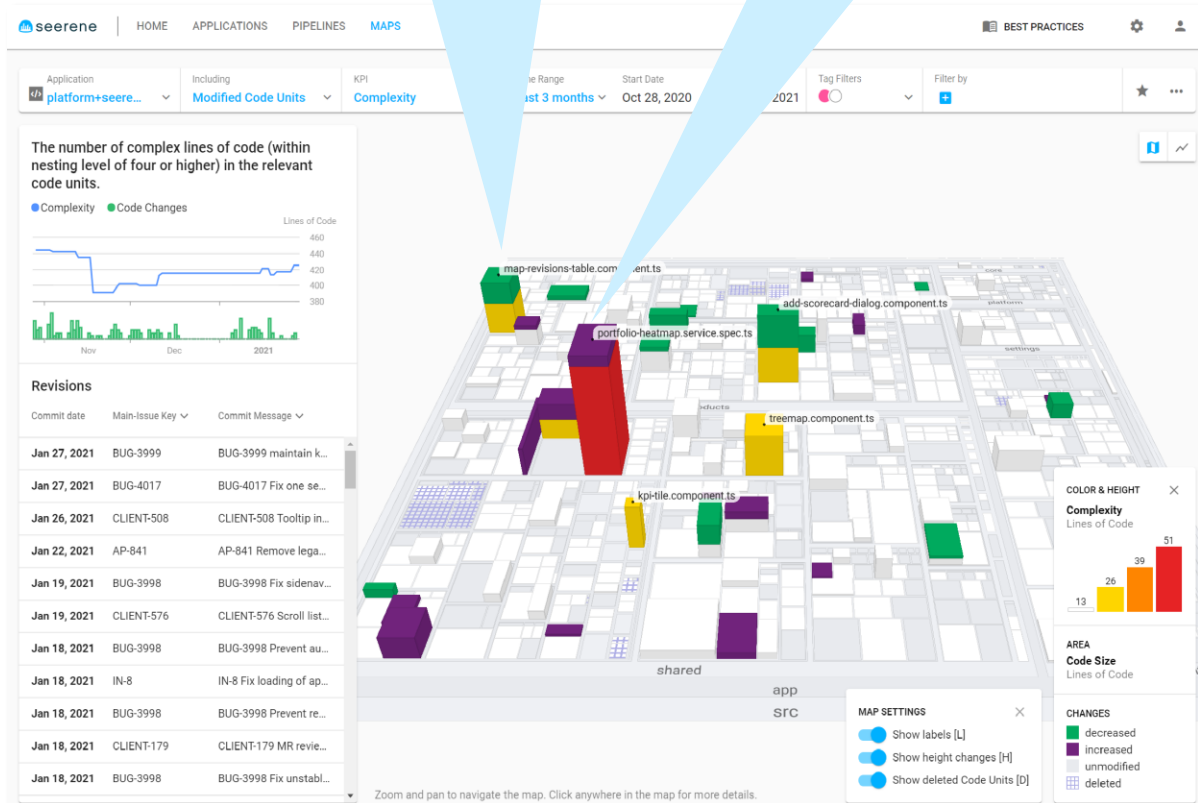 seerene
HOME
APPLICATIONS
PIPELINES
MAPS
BEST PRACTICES
Application
platform+seere...
Including
Modified Code Units
KPI
Complexity
ast 3 months
Start Date
Oct 28, 2020
2021
Tag Filters
Filter by
The number of complex lines of code (within
nesting level of four or higher) in the relevant
code units.
Complexity
Code Changes
Lines of Code
460
440
420
400
380
Nov
Dec
2021
Revisions
Commit date
Main-Issue Key
Commit Message
Jan 27, 2021 BUG-3999 BUG-3999 maintain k...
Jan 27, 2021 BUG-4017 BUG-4017 Fix one se...
Jan 26, 2021 CLIENT-508 CLIENT-508 Tooltip in...
Jan 22, 2021 AP-841 AP-841 Remove lega...
Jan 19, 2021 BUG-3998 BUG-3998 Fix sidenav...
Jan 19, 2021 CLIENT-576 CLIENT-576 Scroll list...
Jan 18, 2021 BUG-3998 BUG-3998 Prevent au...
Jan 18, 2021 IN-8 IN-8 Fix loading of ap...
Jan 18, 2021 BUG-3998 BUG-3998 Prevent re...
Jan 18, 2021 CLIENT-179 CLIENT-179 MR revie...
Jan 18, 2021 BUG-3998 BUG-3998 Fix unstabl...
map-revisions-table.com   ent.ts
add-scorecard-dialog.component.ts
portfolio-heatmap.service.spec.ts
treemap.component.ts
kpi-tile.component.ts
core
platform
settings
oducts
shared
app
src
MAP SETTINGS
Show labels [L]
Show height changes [H]
Show deleted Code Units [D]
COLOR & HEIGHT
Complexity
Lines of Code
13
26
39
51
AREA
Code Size
Lines of Code
CHANGES
decreased
increased
unmodified
deleted
Zoom and pan to navigate the map. Click anywhere in the map for more details.